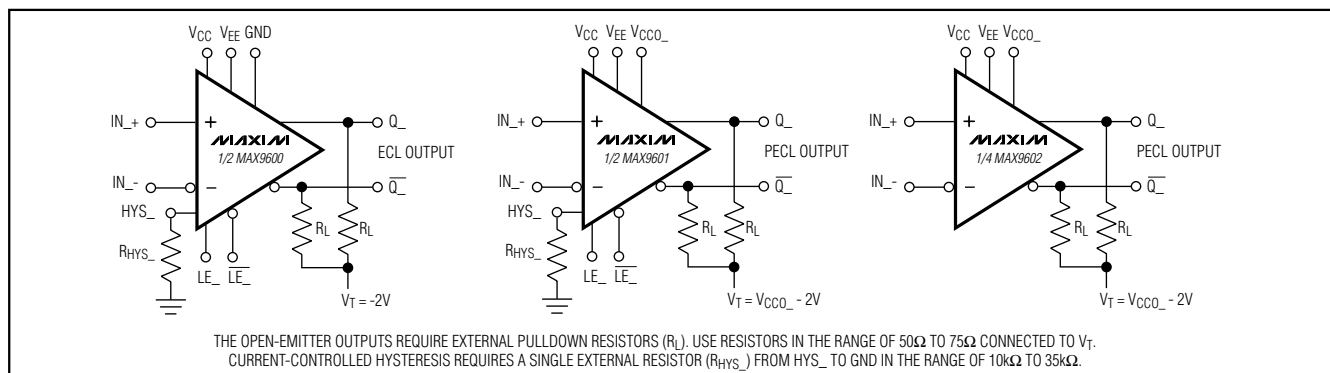 VCC VEE GND
IN_+
+
MAXIM
1/2 MAX9600
Q_
ECL OUTPUT
IN_-
−
Q_
HYS_
RHYS_
RL
RL
LE_ LE_
VT = -2V
VCC VEE VCCO_
IN_+
+
MAXIM
1/2 MAX9601
Q_
PECL OUTPUT
IN_-
−
Q_
HYS_
RHYS_
RL
RL
LE_ LE_
VT = VCCO_ - 2V
VCC VEE VCCO_
IN_+
+
MAXIM
1/4 MAX9602
Q_
PECL OUTPUT
IN_-
−
Q_
RL
RL
VT = VCCO_ - 2V
THE OPEN-EMITTER OUTPUTS REQUIRE EXTERNAL PULLDOWN RESISTORS (RL). USE RESISTORS IN THE RANGE OF 50Ω TO 75Ω CONNECTED TO VT.
CURRENT-CONTROLLED HYSTERESIS REQUIRES A SINGLE EXTERNAL RESISTOR (RHYS_) FROM HYS_ TO GND IN THE RANGE OF 10kΩ TO 35kΩ.